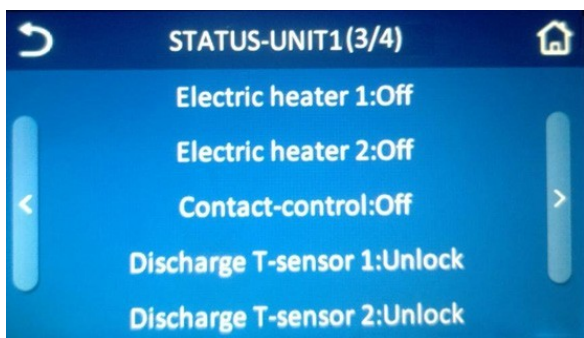 STATUS-UNIT1(3/4)
Electric heater 1:Off
Electric heater 2:Off
Contact-control:Off
Discharge T-sensor 1:Unlock
Discharge T-sensor 2:Unlock